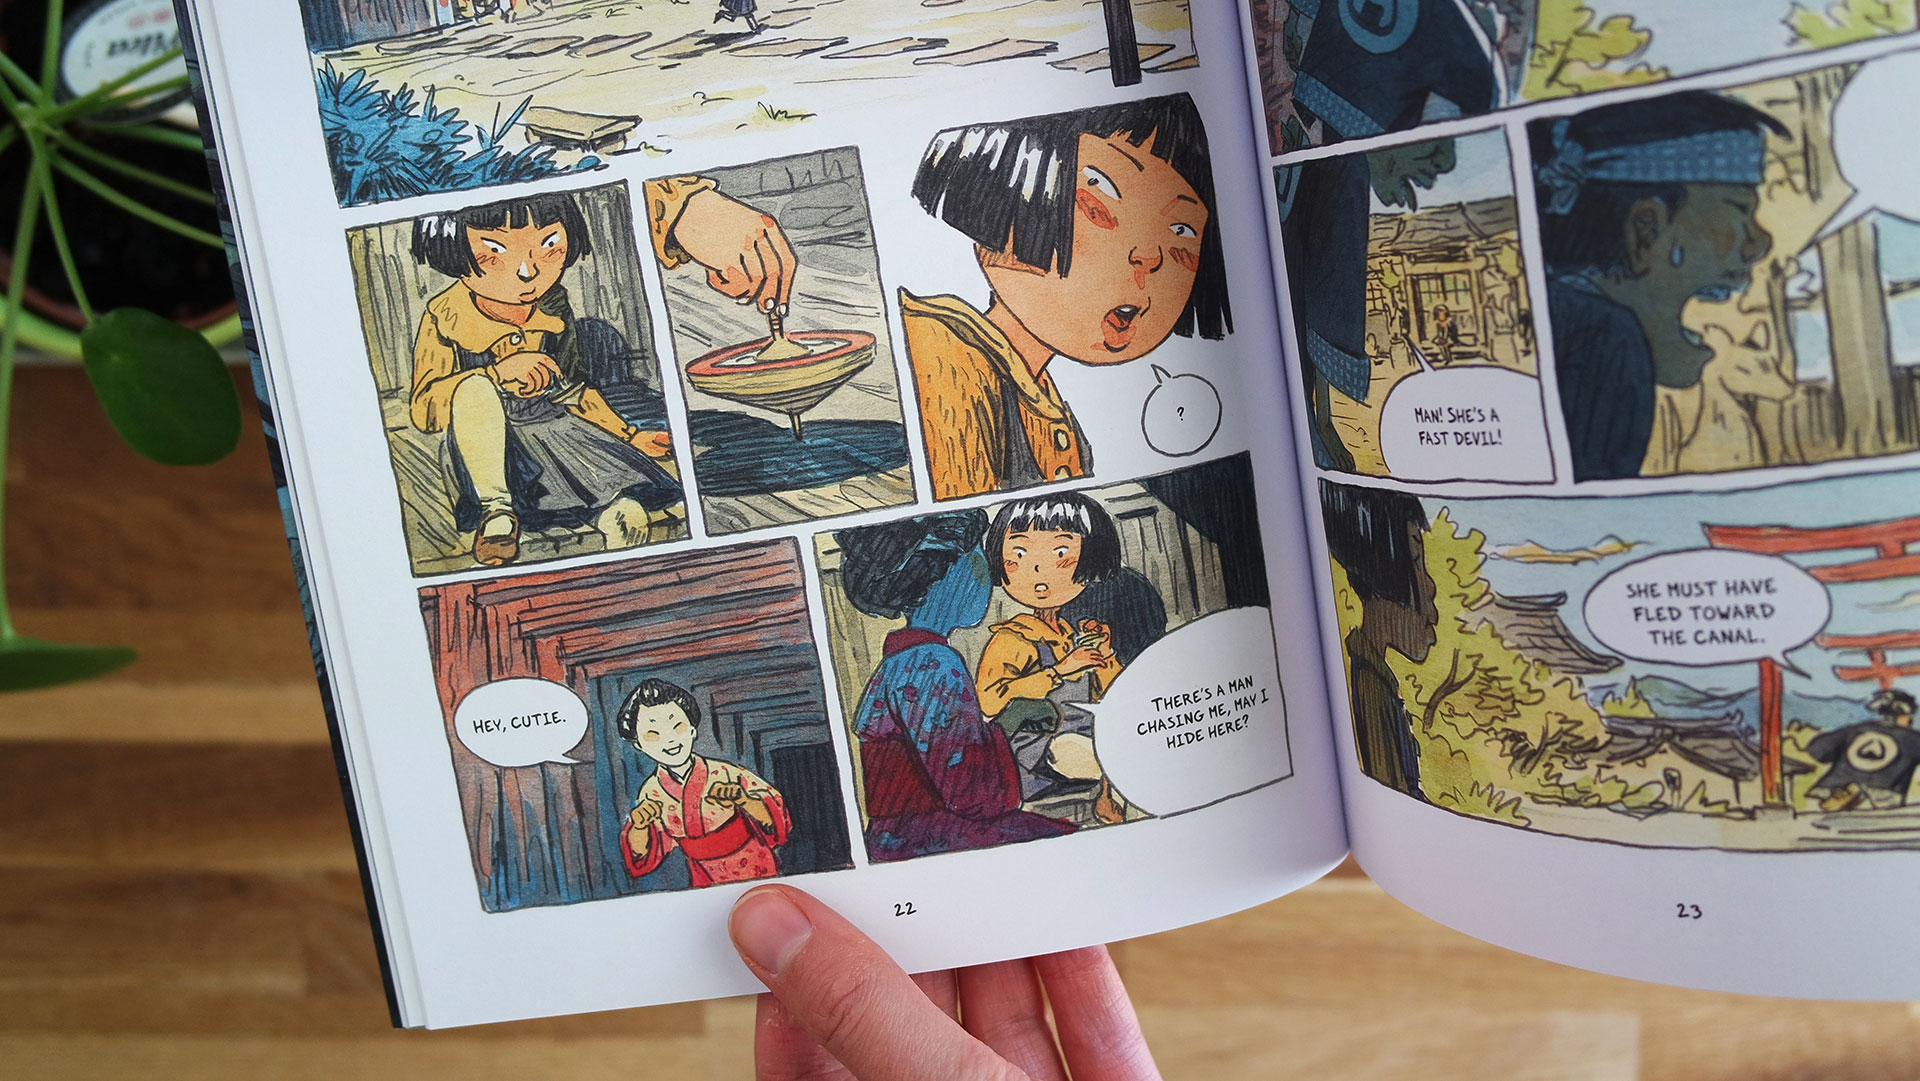 ?
HEY, CUTIE.
THERE'S A MAN
CHASING ME, MAY I
HIDE HERE?
22
MAN! SHE'S A
FAST DEVIL!
SHE MUST HAVE
FLED TOWARD
THE CANAL.
23